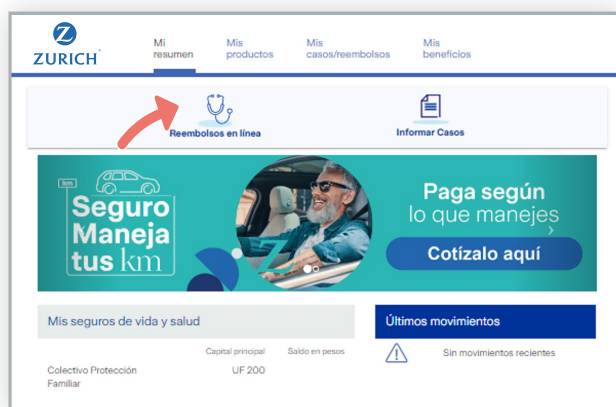 ZURICH
Mi
resumen
Mis
productos
Mis
casos/reembolsos
Mis
beneficios
Reembolsos en línea
Informar Casos
km
Seguro
Maneja
tus km
Paga según
lo que manejes
Cotízalo aquí
Mis seguros de vida y salud
Capital principal
Saldo en pesos
Colectivo Protección
Familiar
UF 200
Últimos movimientos
Sin movimientos recientes